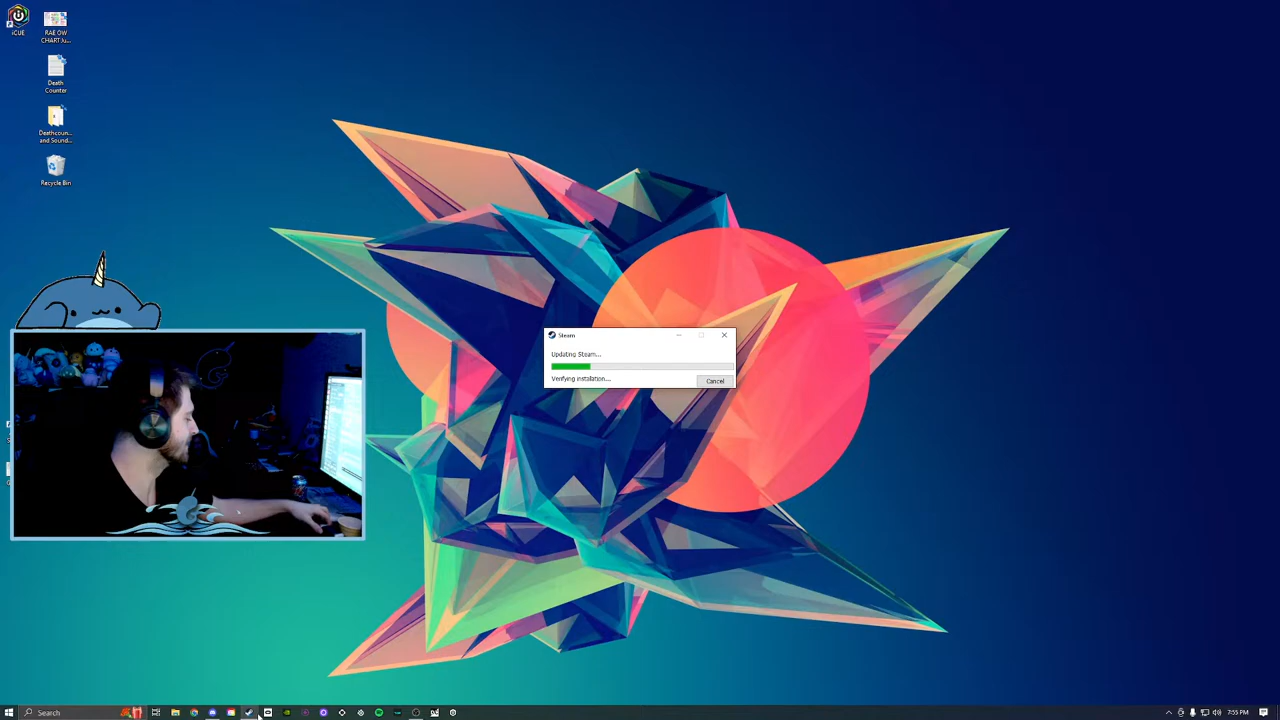 iCUE
RAE OW
CHART Ju...
Death
Counter
Deathcoun...
and Sound...
Recycle Bin
Steam
Updating Steam...
Verifying installation...
Cancel
Search
7:55 PM